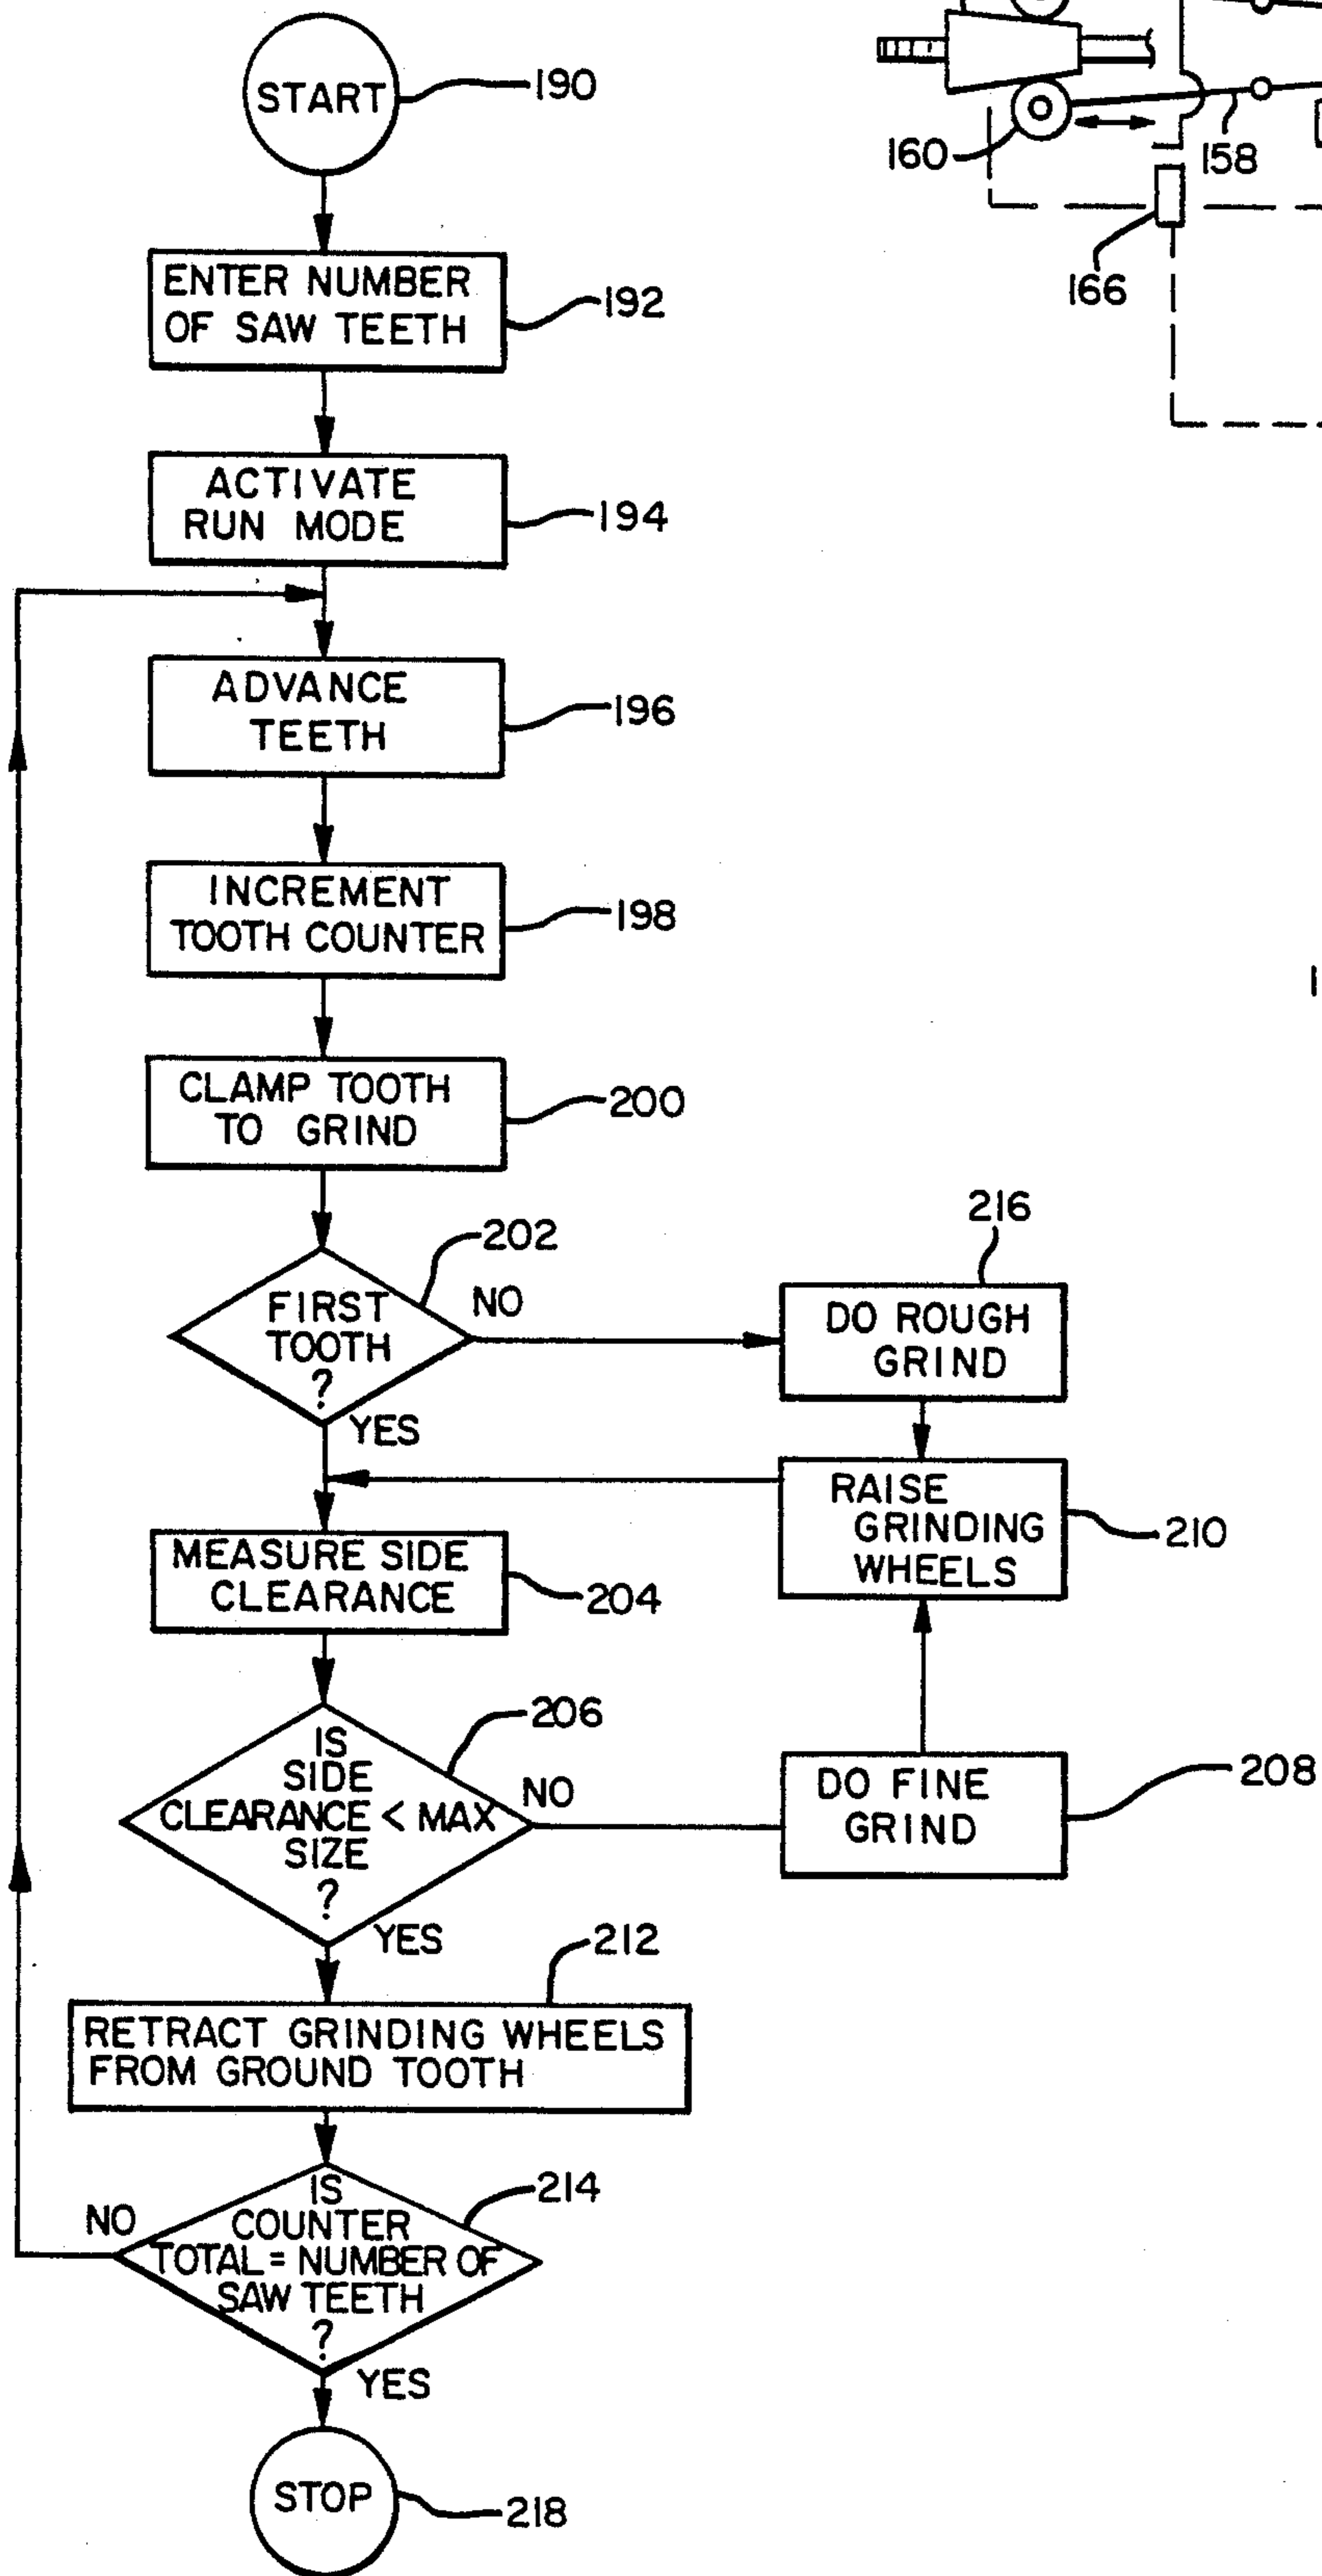 START
190
160
158
166
ENTER NUMBER
OF SAW TEETH
192
ACTIVATE
RUN MODE
194
ADVANCE
TEETH
196
INCREMENT
TOOTH COUNTER
198
CLAMP TOOTH
TO GRIND
200
202
FIRST
TOOTH
?
NO
YES
216
DO ROUGH
GRIND
RAISE
GRINDING
WHEELS
210
MEASURE SIDE
CLEARANCE
204
206
IS
SIDE
CLEARANCE < MAX
SIZE
?
NO
YES
DO FINE
GRIND
208
212
RETRACT GRINDING WHEELS
FROM GROUND TOOTH
214
IS
COUNTER
TOTAL = NUMBER OF
SAW TEETH
?
NO
YES
STOP
218